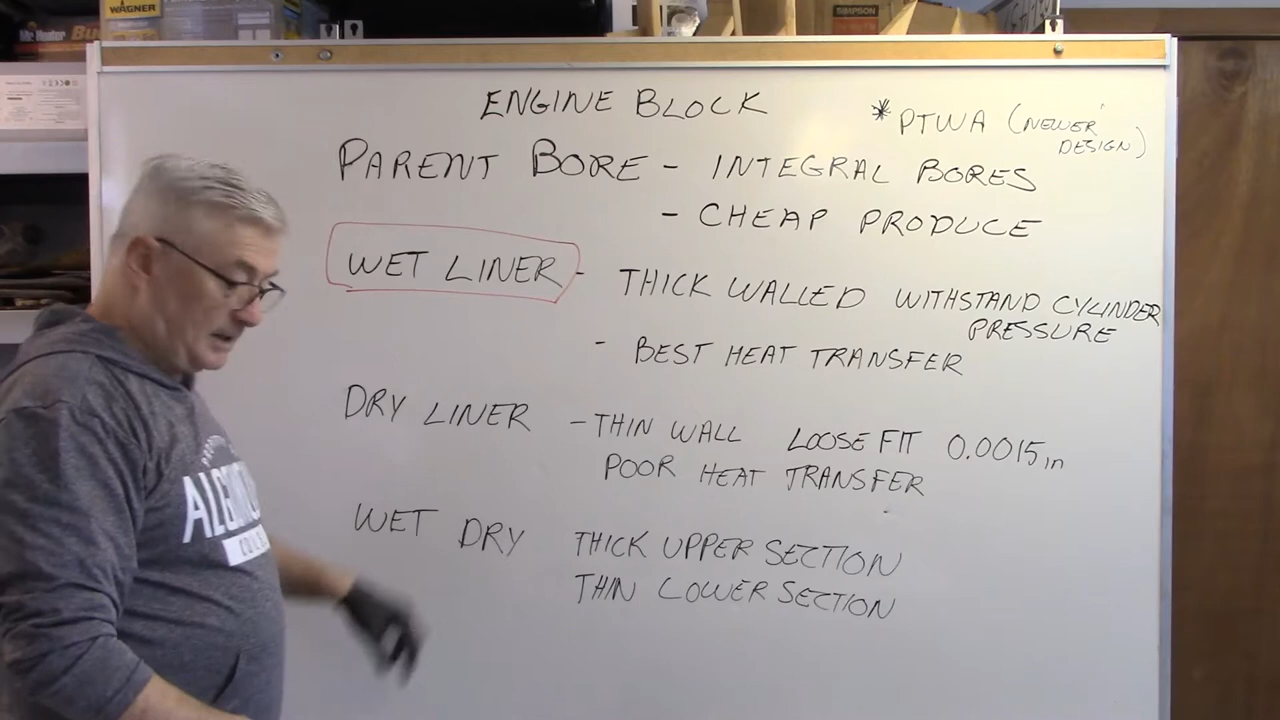 WAGNER
SIMPSON
Mr. Heater
ENGINE BLOCK
* PTWA (NEWER
DESIGN)
PARENT BORE - INTEGRAL BORES
- CHEAP PRODUCE
WET LINER - THICK WALLED WITHSTAND CYLINDER
PRESSURE
- BEST HEAT TRANSFER
DRY LINER - THIN WALL LOOSE FIT 0.0015 in
POOR HEAT TRANSFER
WET DRY THICK UPPER SECTION
THIN LOWER SECTION